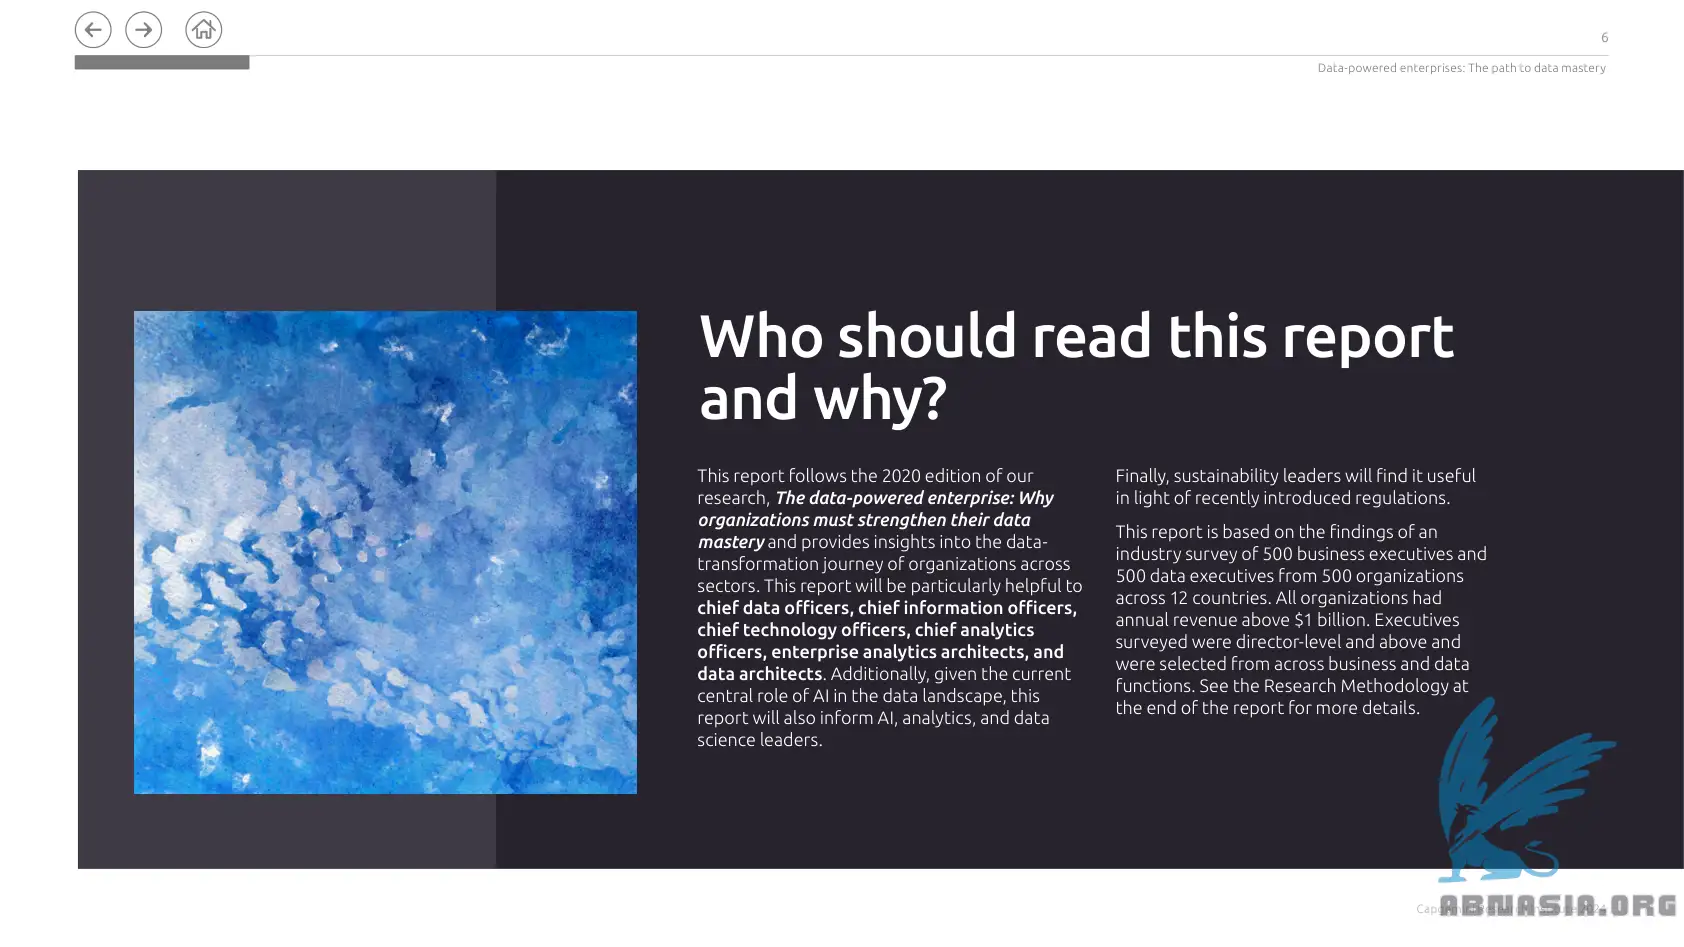 6
Data-powered enterprises: The path to data mastery
Who should read this report
and why?
This report follows the 2020 edition of our
research, The data-powered enterprise: Why
organizations must strengthen their data
mastery and provides insights into the data-
transformation journey of organizations across
sectors. This report will be particularly helpful to
chief data officers, chief information officers,
chief technology officers, chief analytics
officers, enterprise analytics architects, and
data architects. Additionally, given the current
central role of AI in the data landscape, this
report will also inform AI, analytics, and data
science leaders.
Finally, sustainability leaders will find it useful
in light of recently introduced regulations.
This report is based on the findings of an
industry survey of 500 business executives and
500 data executives from 500 organizations
across 12 countries. All organizations had
annual revenue above $1 billion. Executives
surveyed were director-level and above and
were selected from across business and data
functions. See the Research Methodology at
the end of the report for more details.
ABMASIA.ORG